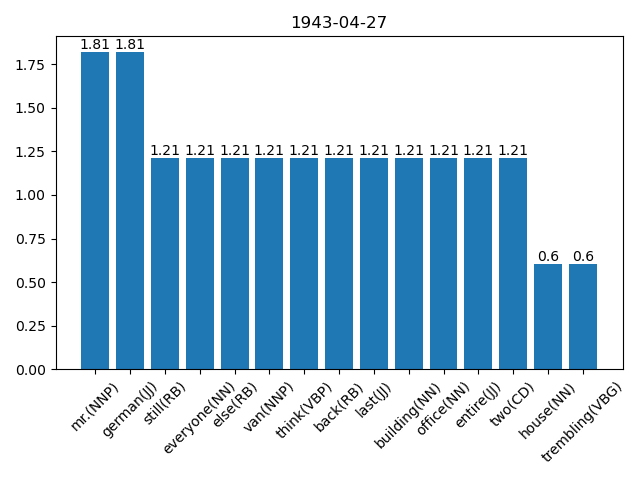 1943-04-27
1.81 1.81
1.21 1.21 1.21 1.21 1.21 1.21 1.21 1.21 1.21 1.21 1.21
0.6 0.6
1.75
1.50
1.25
1.00
0.75
0.50
0.25
0.00
mr.(NNP)
german(JJ)
still(RB)
everyone(NN)
else(RB)
van(NNP)
think(VBP)
back(RB)
last(JJ)
building(NN)
office(NN)
entire(JJ)
two(CD)
house(NN)
trembling(VBG)